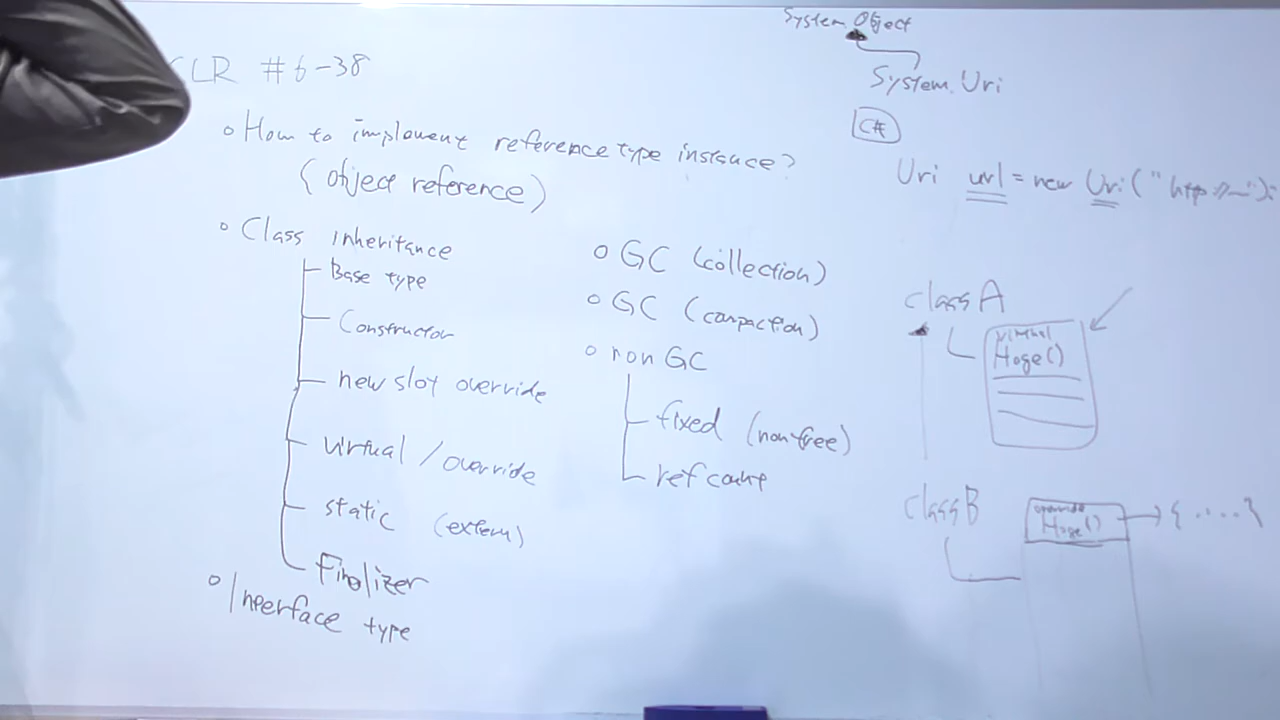 CLR #6-38
○ How to implement reference type instance?
(object reference)
○ Class inheritance
Base type
Constructor
new slot override
virtual / override
static (extern)
Finalizer
○ Interface type
○ GC (collection)
○ GC (compaction)
○ non GC
fixed (non free)
ref count
System.Object
System.Uri
C#
Uri url = new Uri("http://~");
class A
virtual
Hoge()
class B
override
Hoge() → { ..... }